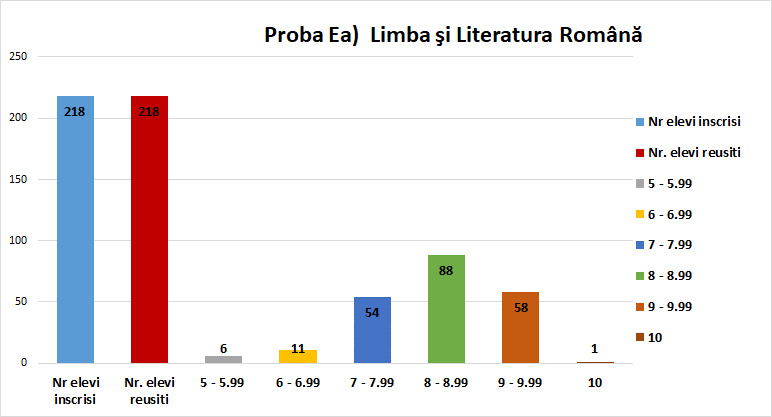 Proba Ea)  Limba şi Literatura Română
250
200
150
100
50
0
218
218
6
11
54
88
58
1
Nr elevi
inscrisi
Nr. elevi
reusiti
5 - 5.99
6 - 6.99
7 - 7.99
8 - 8.99
9 - 9.99
10
Nr elevi inscrisi
Nr. elevi reusiti
5 - 5.99
6 - 6.99
7 - 7.99
8 - 8.99
9 - 9.99
10